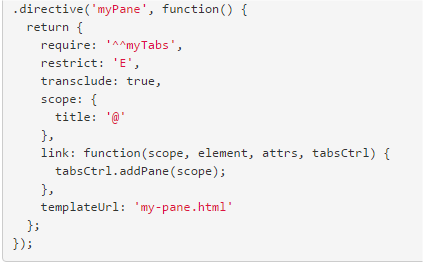 .directive('myPane', function() {
  return {
    require: '^^myTabs',
    restrict: 'E',
    transclude: true,
    scope: {
      title: '@'
    },
    link: function(scope, element, attrs, tabsCtrl) {
      tabsCtrl.addPane(scope);
    },
    templateUrl: 'my-pane.html'
  };
});